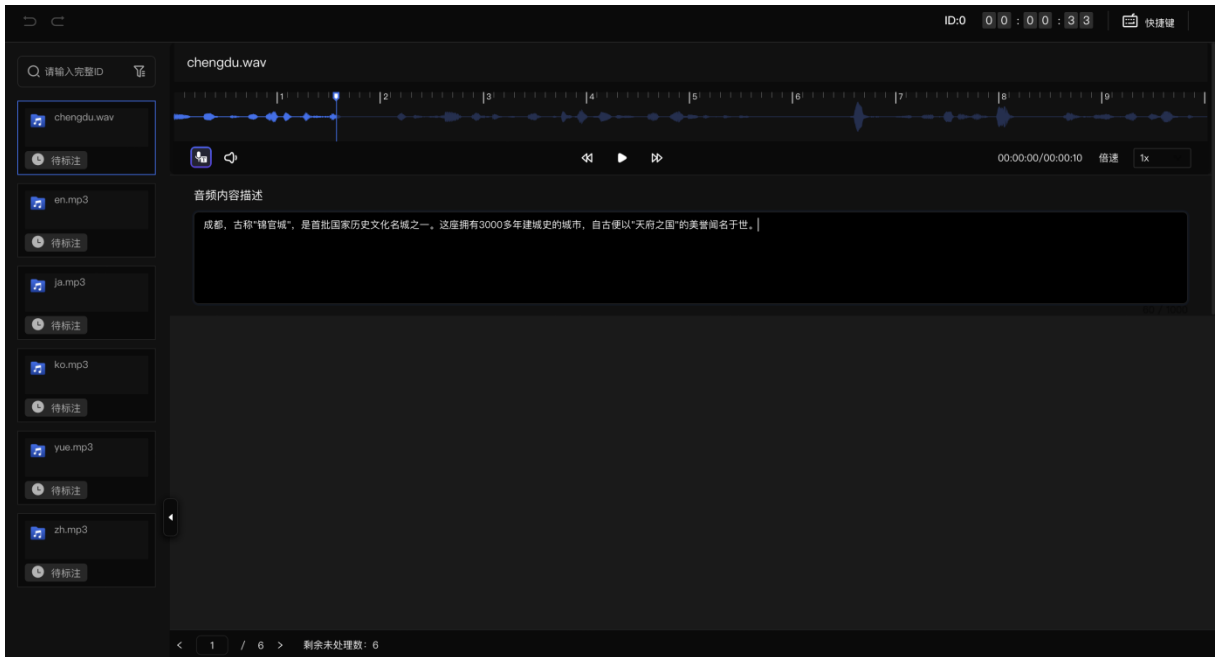 ID:0 00:00:33 快捷键
请输入完整ID
chengdu.wav
待标注
en.mp3
待标注
ja.mp3
待标注
ko.mp3
待标注
yue.mp3
待标注
zh.mp3
待标注
chengdu.wav
1 2 3 4 5 6 7 8 9
00:00:00/00:00:10 倍速 1x
音频内容描述
成都，古称"锦官城"，是首批国家历史文化名城之一。这座拥有3000多年建城史的城市，自古便以"天府之国"的美誉闻名于世。
< 1 / 6 > 剩余未处理数：6